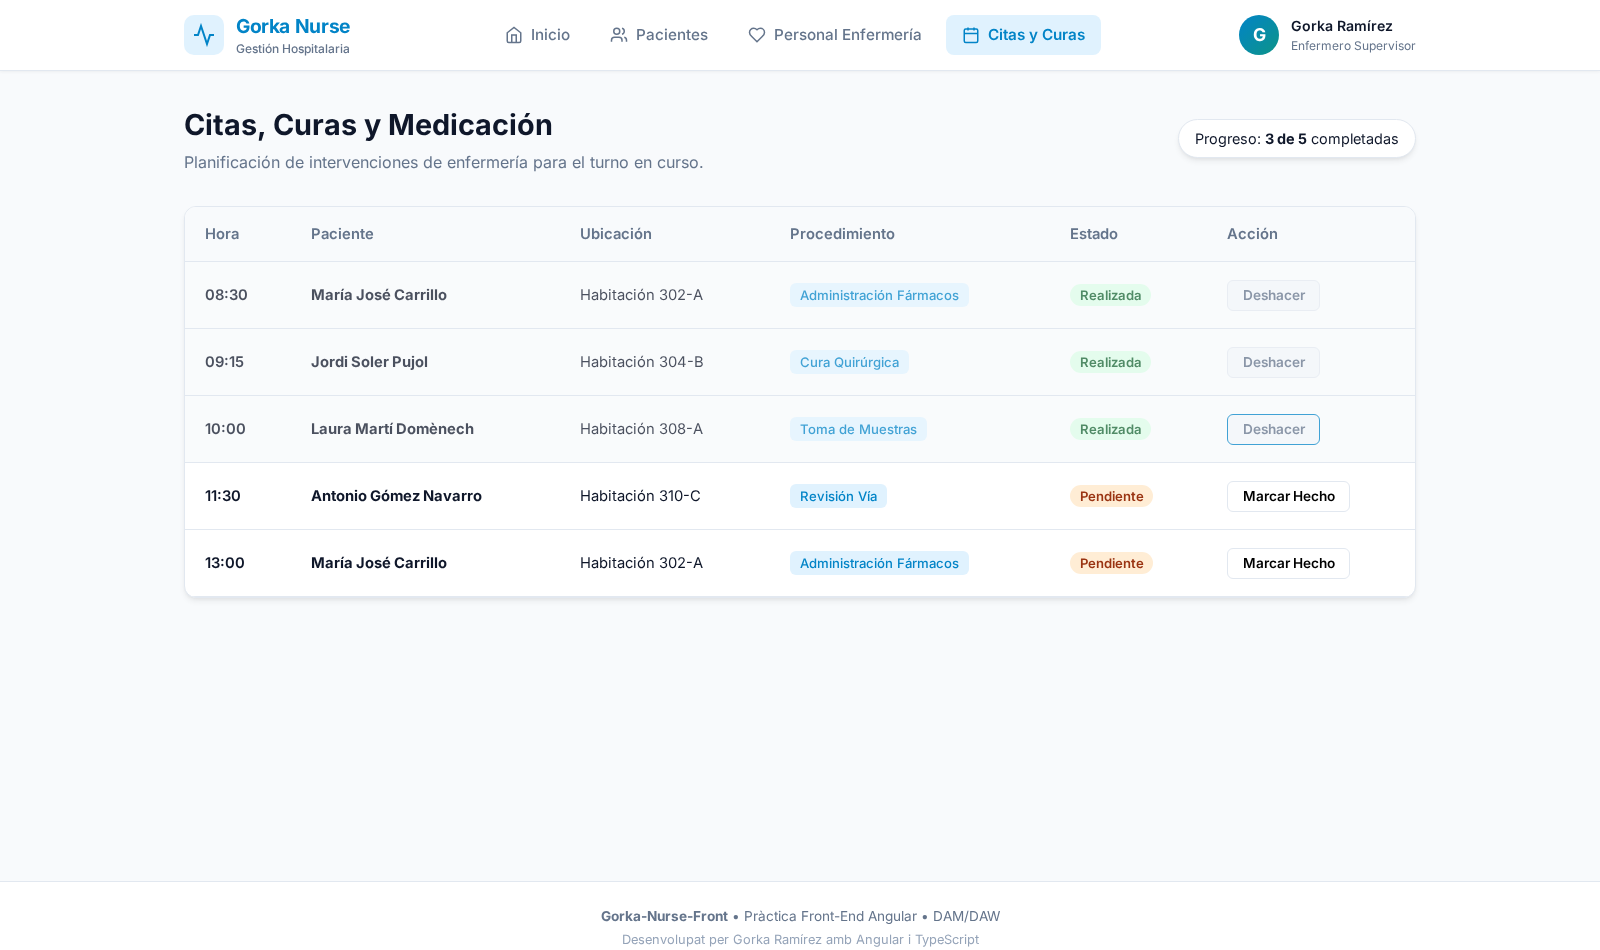 Gorka Nurse
Gestión Hospitalaria
Inicio
Pacientes
Personal Enfermería
Citas y Curas
G
Gorka Ramírez
Enfermero Supervisor
Citas, Curas y Medicación
Planificación de intervenciones de enfermería para el turno en curso.
Progreso: 3 de 5 completadas
Hora Paciente Ubicación Procedimiento Estado Acción
08:30 María José Carrillo Habitación 302-A Administración Fármacos Realizada Deshacer
09:15 Jordi Soler Pujol Habitación 304-B Cura Quirúrgica Realizada Deshacer
10:00 Laura Martí Domènech Habitación 308-A Toma de Muestras Realizada Deshacer
11:30 Antonio Gómez Navarro Habitación 310-C Revisión Vía Pendiente Marcar Hecho
13:00 María José Carrillo Habitación 302-A Administración Fármacos Pendiente Marcar Hecho
Gorka-Nurse-Front • Pràctica Front-End Angular • DAM/DAW
Desenvolupat per Gorka Ramírez amb Angular i TypeScript